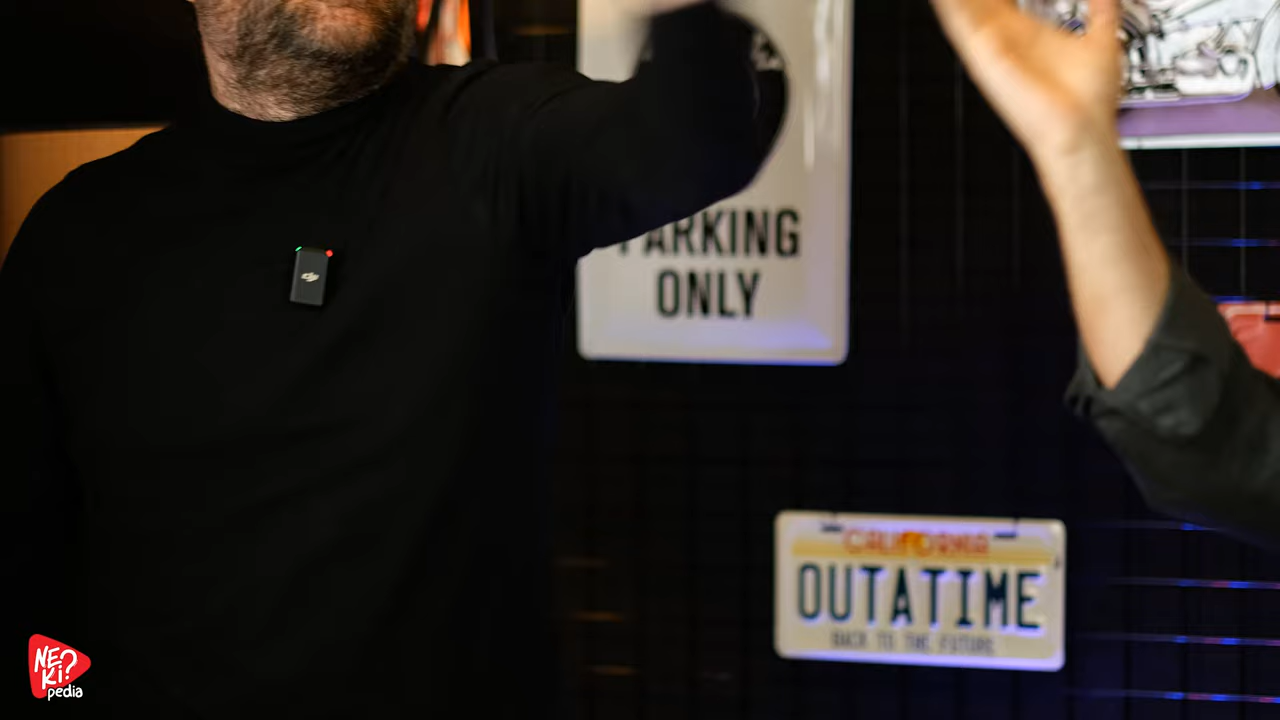 PARKING
ONLY
CALIFORNIA
OUTATIME
BACK TO THE FUTURE
NE
Ki?
pedia